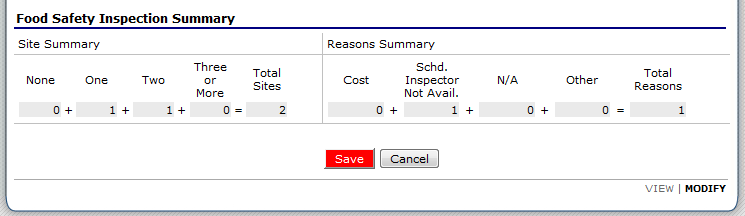 Food Safety Inspection Summary
Site Summary Reasons Summary
None One Two Three or More Total Sites Cost Schd. Inspector Not Avail. N/A Other Total Reasons
0 + 1 + 1 + 0 = 2 0 + 1 + 0 + 0 = 1
Save Cancel
VIEW | MODIFY